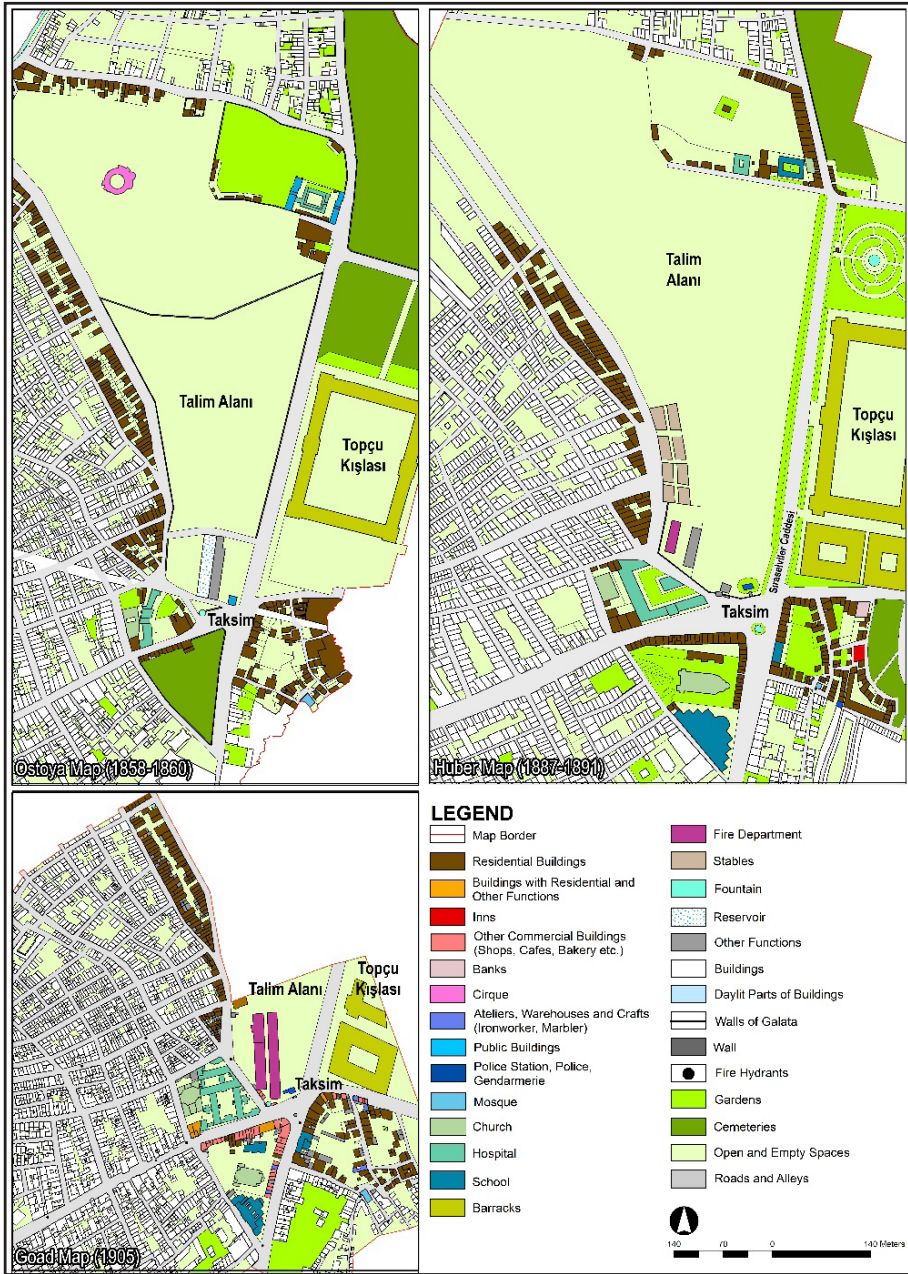 Talim Alanı
Topçu
Kışlası
Taksim
Ostoya Map (1858-1860)
Talim
Alanı
Topçu
Kışlası
Sıraselviler Caddesi
Taksim
Huber Map (1887-1891)
Talim Alanı
Topçu
Kışlası
Taksim
Goad Map (1905)
LEGEND
Map Border
Residential Buildings
Buildings with Residential and
Other Functions
Inns
Other Commercial Buildings
(Shops, Cafes, Bakery etc.)
Banks
Cirque
Ateliers, Warehouses and Crafts
(Ironworker, Marbler)
Public Buildings
Police Station, Police,
Gendarmerie
Mosque
Church
Hospital
School
Barracks
Fire Department
Stables
Fountain
Reservoir
Other Functions
Buildings
Daylit Parts of Buildings
Walls of Galata
Wall
Fire Hydrants
Gardens
Cemeteries
Open and Empty Spaces
Roads and Alleys
140 70 0 140 Meters